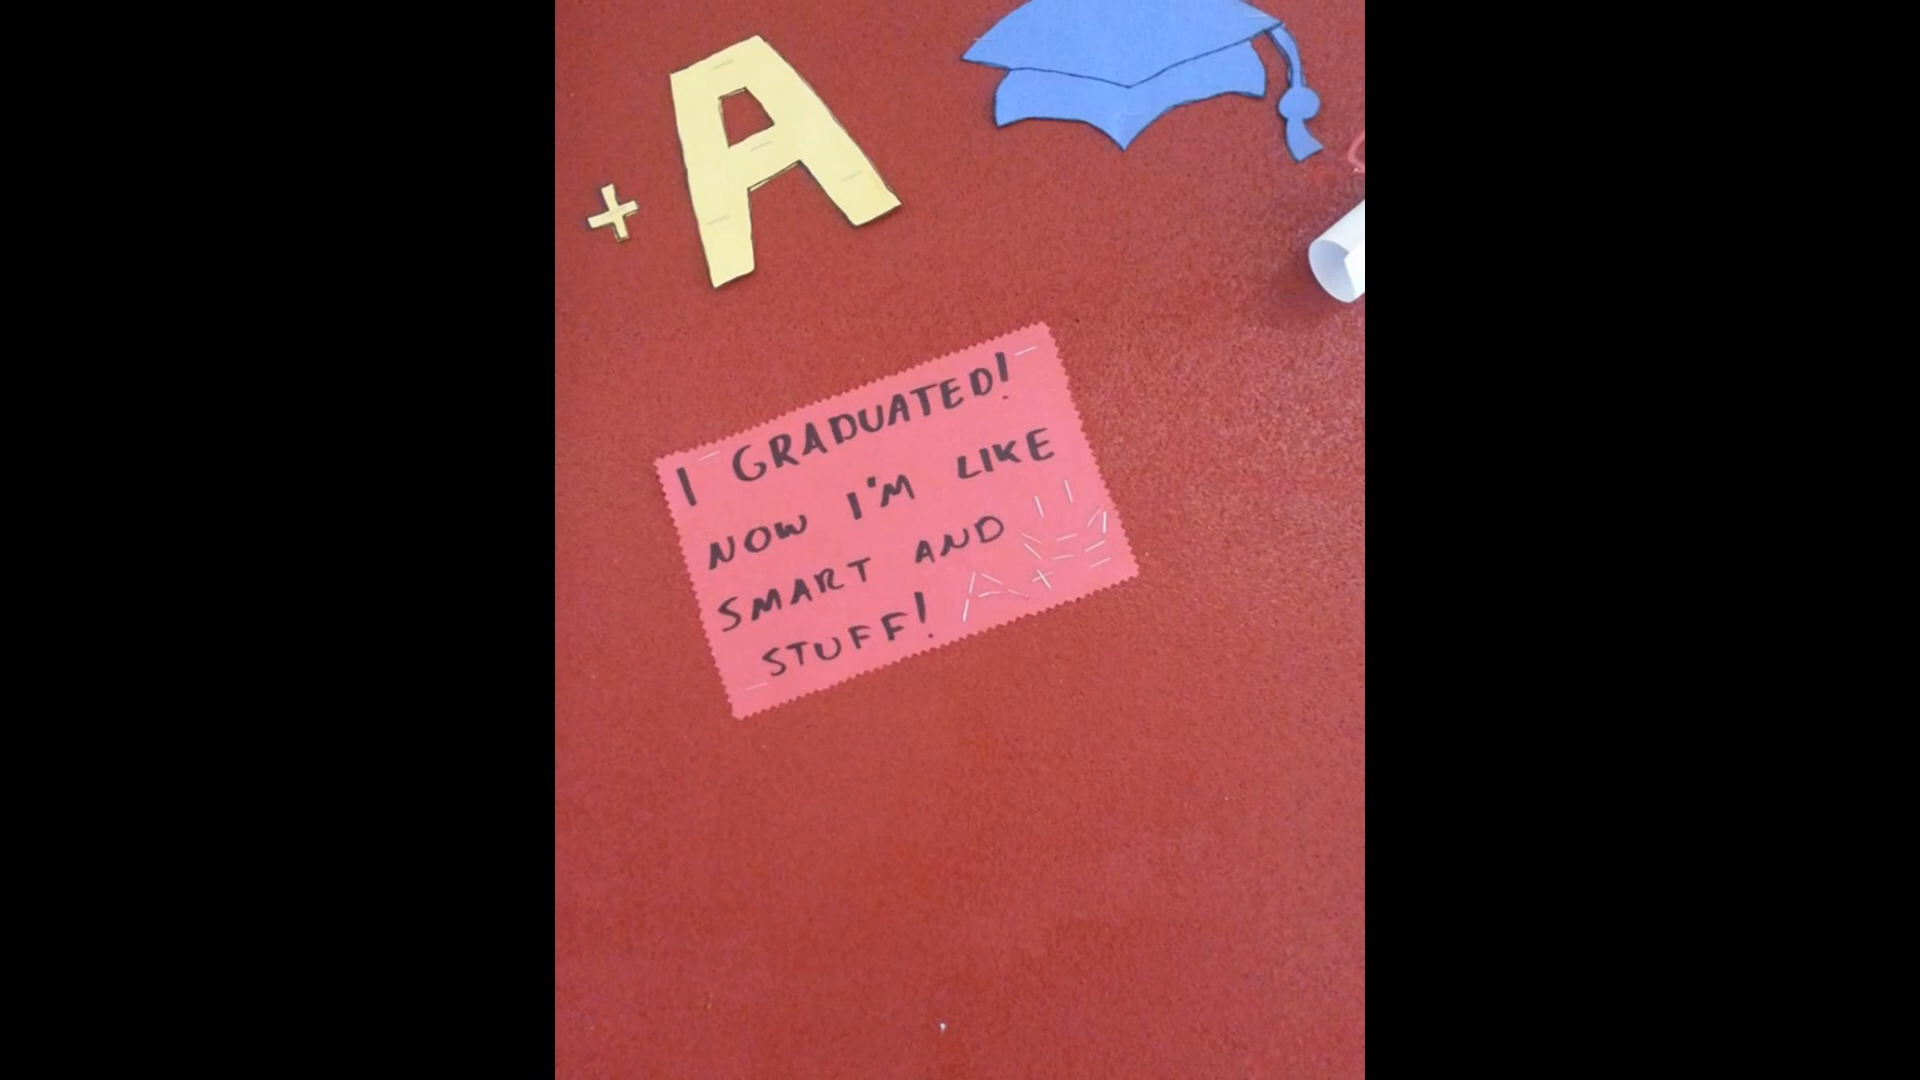 +A
I GRADUATED!
NOW I'M LIKE
SMART AND
STUFF! A+